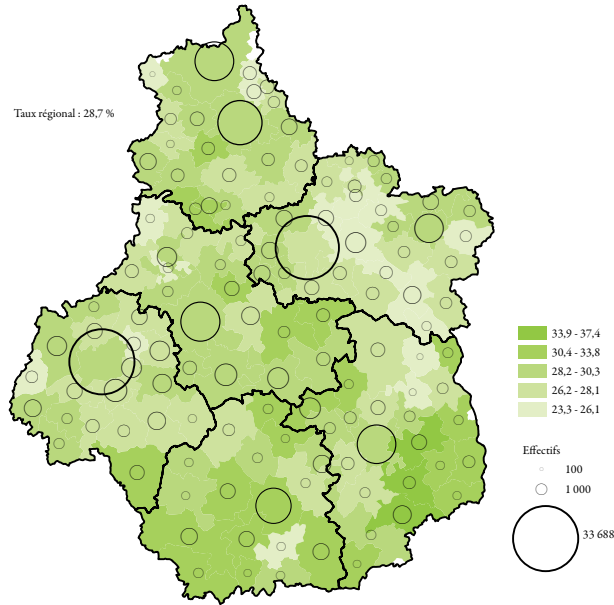 Taux régional : 28,7 %
33,9 - 37,4
30,4 - 33,8
28,2 - 30,3
26,2 - 28,1
23,3 - 26,1
Effectifs
100
1 000
33 688